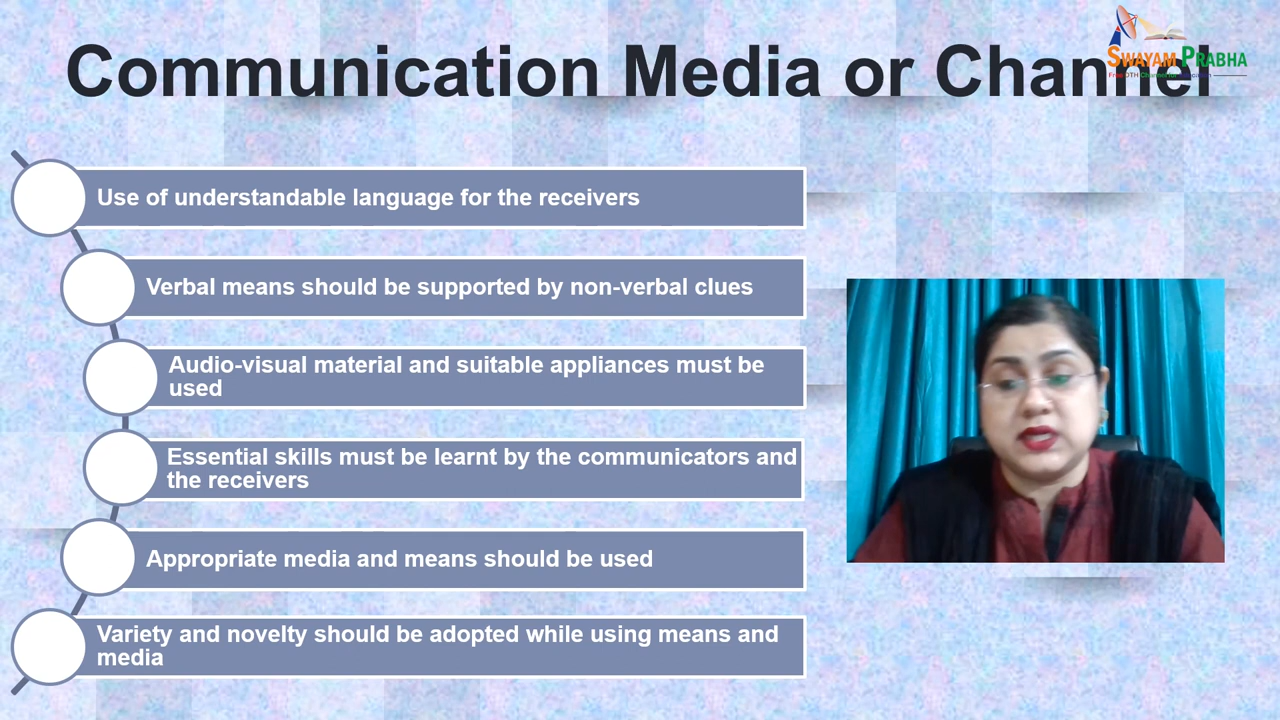 Communication Media or Channel
SWAYAM PRABHA
Use of understandable language for the receivers
Verbal means should be supported by non-verbal clues
Audio-visual material and suitable appliances must be
used
Essential skills must be learnt by the communicators and
the receivers
Appropriate media and means should be used
Variety and novelty should be adopted while using means and
media